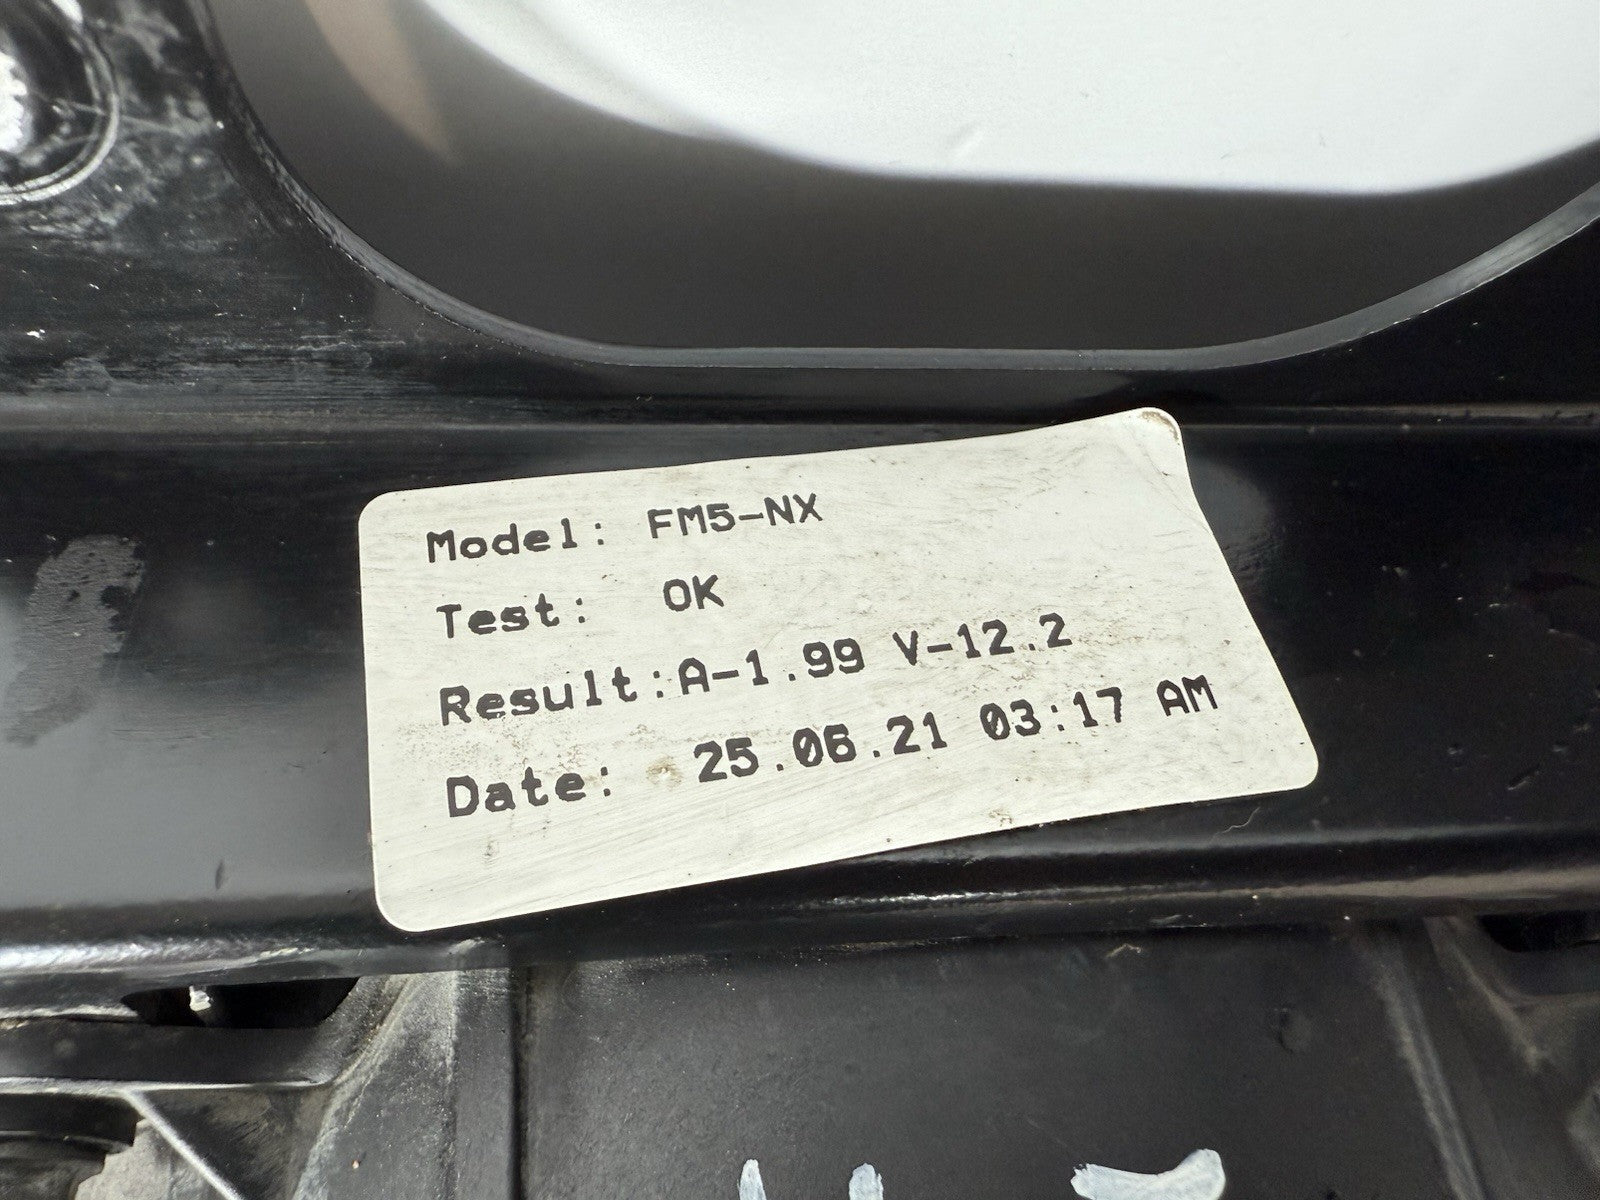 Model: FM5-NX
Test: OK
Result:A-1.99 V-12.2
Date: 25.06.21 03:17 AM